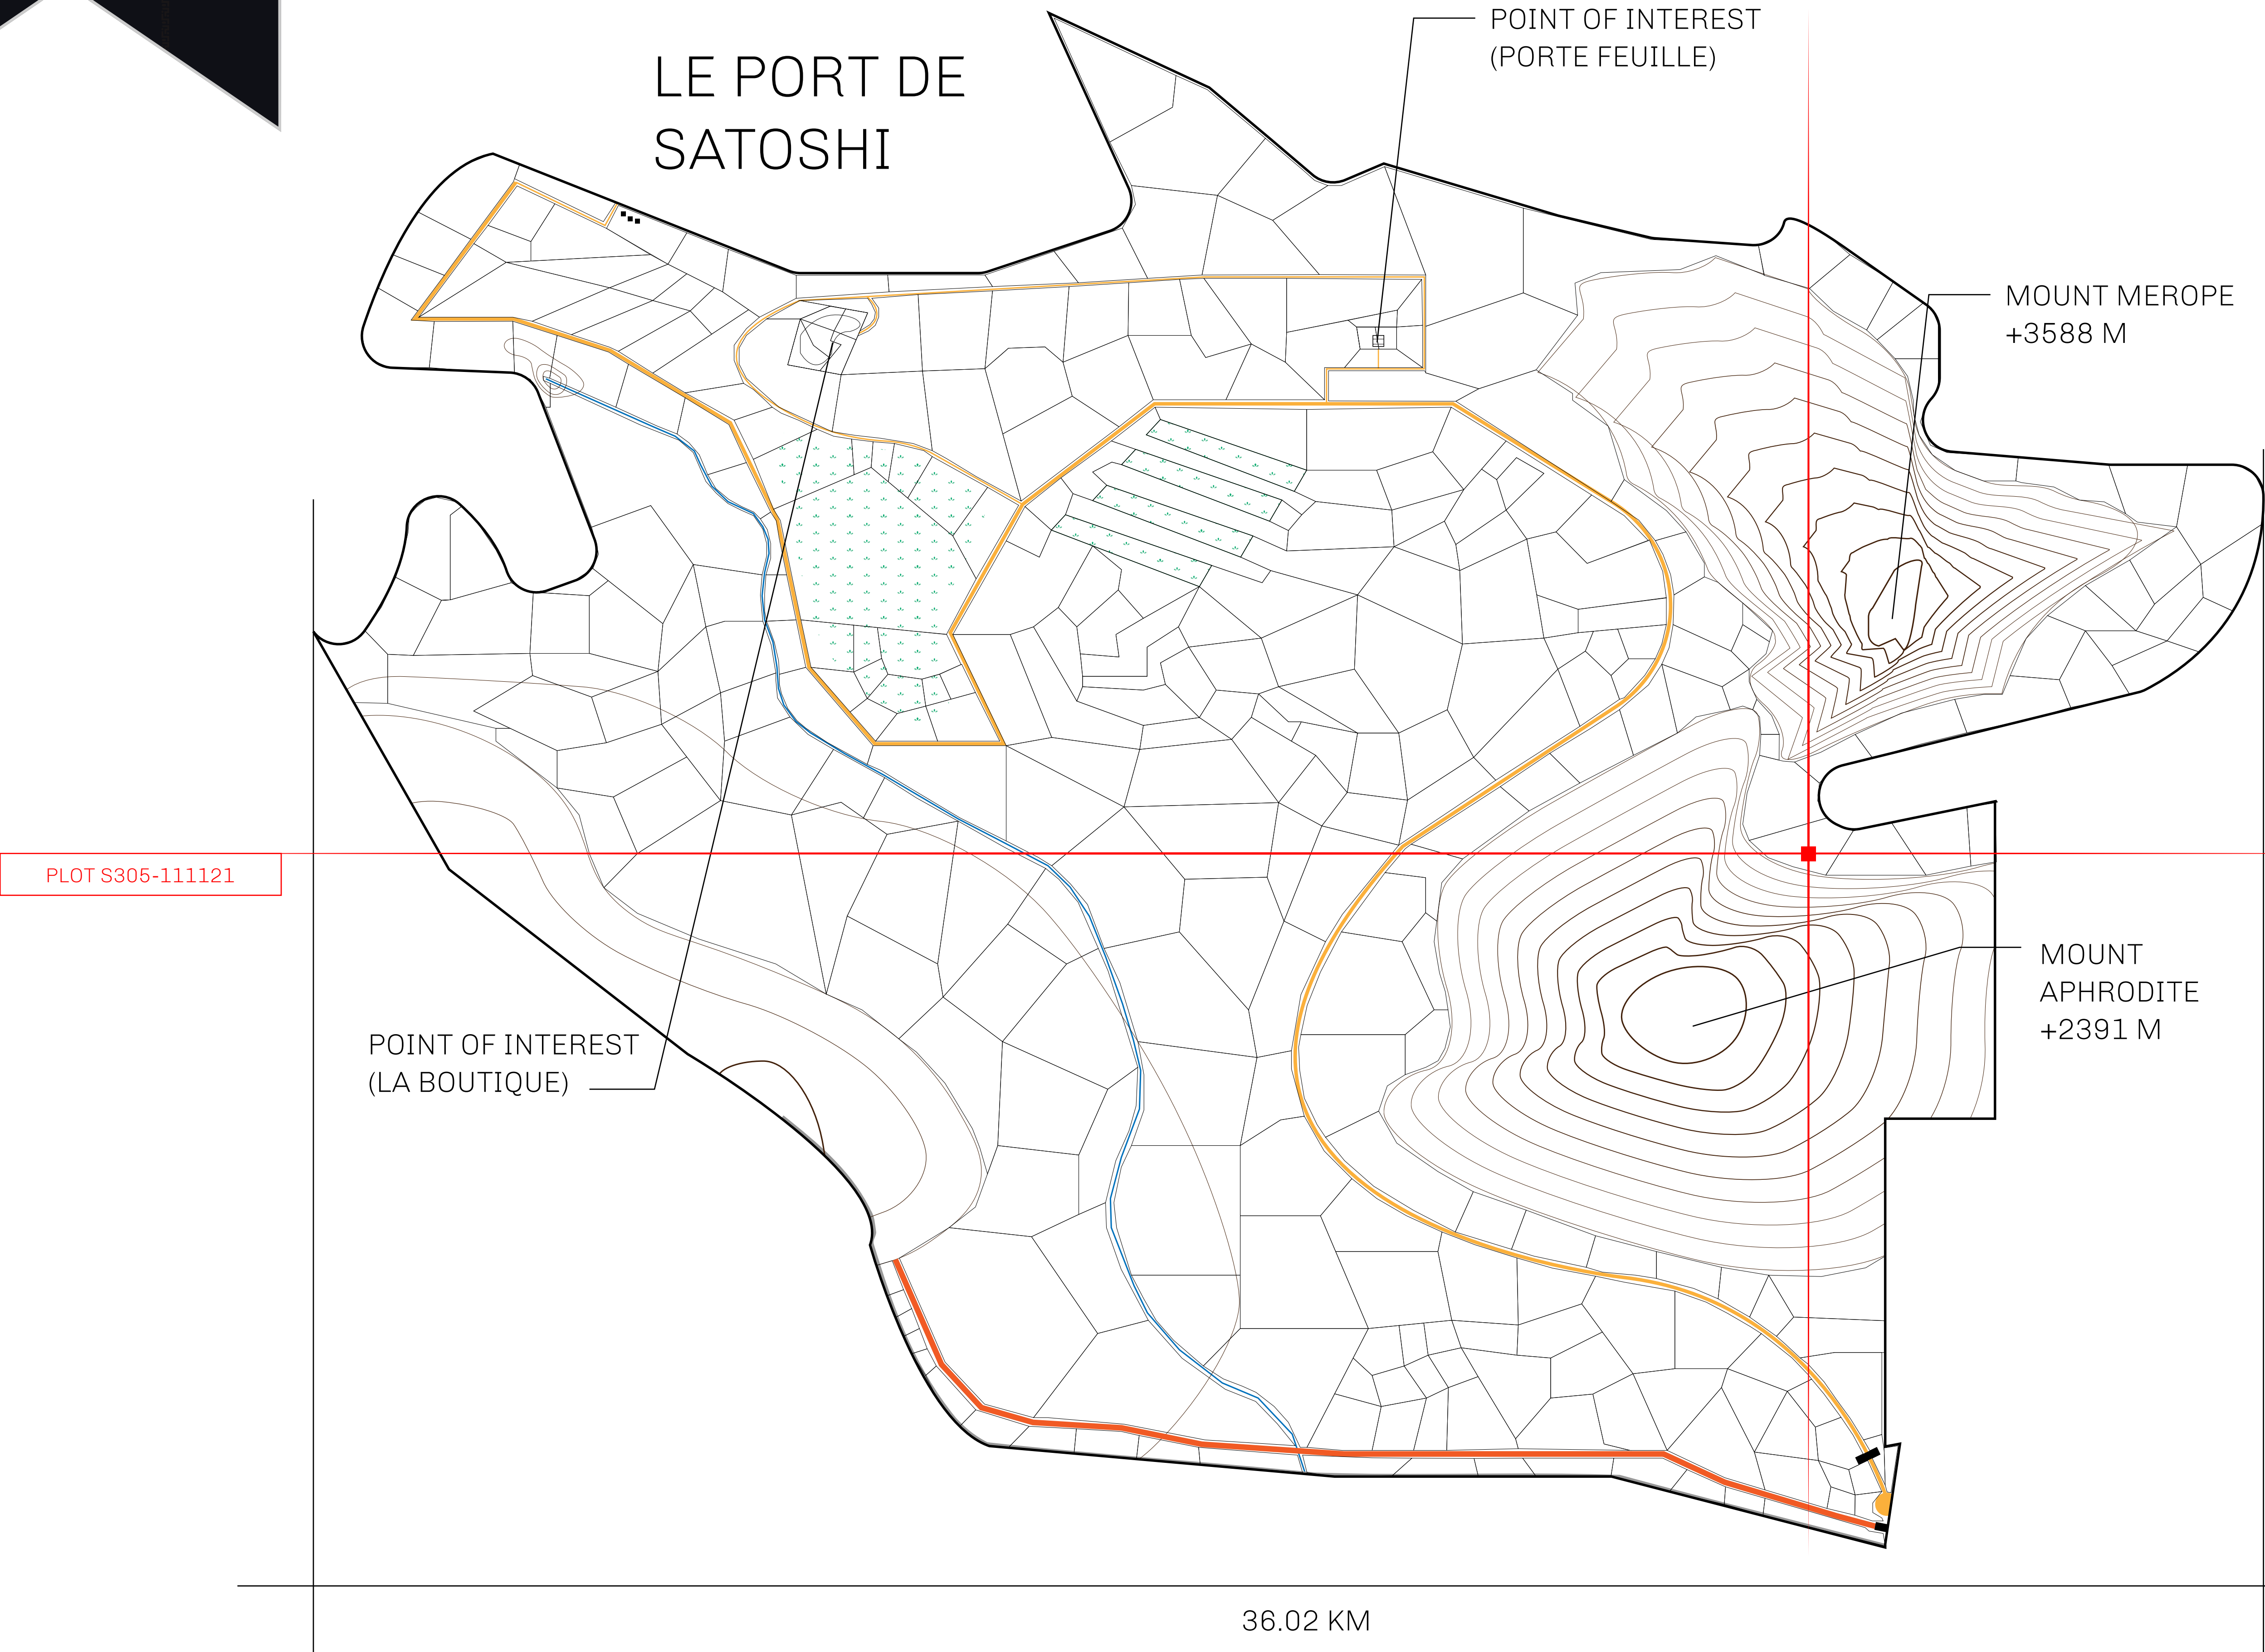 LE PORT DE
SATOSHI
POINT OF INTEREST
(PORTE FEUILLE)
MOUNT MEROPE
+3588 M
PLOT S305-111121
MOUNT
APHRODITE
+2391 M
POINT OF INTEREST
(LA BOUTIQUE)
36.02 KM